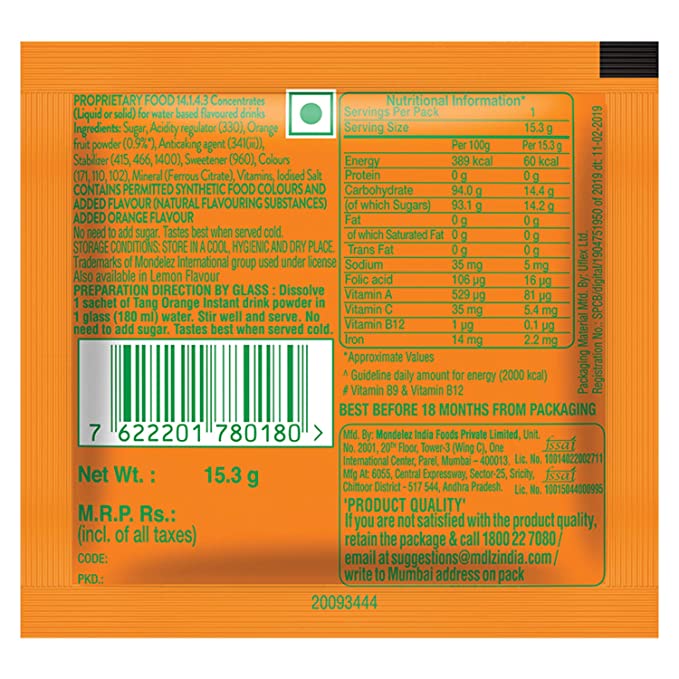 PROPRIETARY FOOD 14.1.4.3 Concentrates
(Liquid or solid) for water based flavoured drinks
Ingredients: Sugar, Acidity regulator (330), Orange
fruit powder (0.9%*), Anticaking agent (341(iii)),
Stabilizer (415, 466, 1400), Sweetener (960), Colours
(171, 110, 102), Mineral (Ferrous Citrate), Vitamins, Iodised Salt
CONTAINS PERMITTED SYNTHETIC FOOD COLOURS AND
ADDED FLAVOUR (NATURAL FLAVOURING SUBSTANCES)
ADDED ORANGE FLAVOUR
No need to add sugar. Tastes best when served cold.
STORAGE CONDITIONS: STORE IN A COOL, HYGIENIC AND DRY PLACE.
Trademarks of Mondelez International group used under license
Also available in Lemon Flavour
PREPARATION DIRECTION BY GLASS : Dissolve
1 sachet of Tang Orange Instant drink powder in
1 glass (180 ml) water. Stir well and serve. No
need to add sugar. Tastes best when served cold.
7 622201 780180 >
Net Wt. : 15.3 g
M.R.P. Rs.:
(incl. of all taxes)
CODE:
PKD.:
Nutritional Information*
Servings Per Pack 1
Serving Size 15.3 g
Per 100g Per 15.3 g
Energy 389 kcal 60 kcal
Protein 0 g 0 g
Carbohydrate 94.0 g 14.4 g
(of which Sugars) 93.1 g 14.2 g
Fat 0 g 0 g
of which Saturated Fat 0 g 0 g
Trans Fat 0 g 0 g
Sodium 35 mg 5 mg
Folic acid 106 µg 16 µg
Vitamin A 529 µg 81 µg
Vitamin C 35 mg 5.4 mg
Vitamin B12 1 µg 0.1 µg
Iron 14 mg 2.2 mg
*Approximate Values
^ Guideline daily amount for energy (2000 kcal)
# Vitamin B9 & Vitamin B12
BEST BEFORE 18 MONTHS FROM PACKAGING
Mfd. By: Mondelez India Foods Private Limited, Unit.
No. 2001, 20TH Floor, Tower-3 (Wing C), One
International Center, Parel, Mumbai – 400013.
fssai
Lic. No. 10014022002711
Mfg At: 6055, Central Expressway, Sector-25, Sricity,
Chittoor District - 517 544, Andhra Pradesh.
fssai
Lic. No. 10015044000995
'PRODUCT QUALITY'
If you are not satisfied with the product quality,
retain the package & call 1800 22 7080 /
email at suggestions@mdlzindia.com /
write to Mumbai address on pack
Packaging Material Mfd. By: Uflex Ltd.
Registration No.: SPCB/digital/1904751950 of 2019 dt: 11-02-2019
20093444